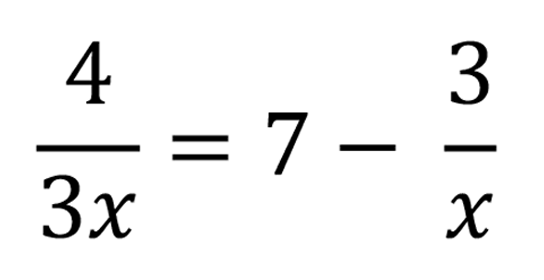 4/(3x) = 7 − 3/x